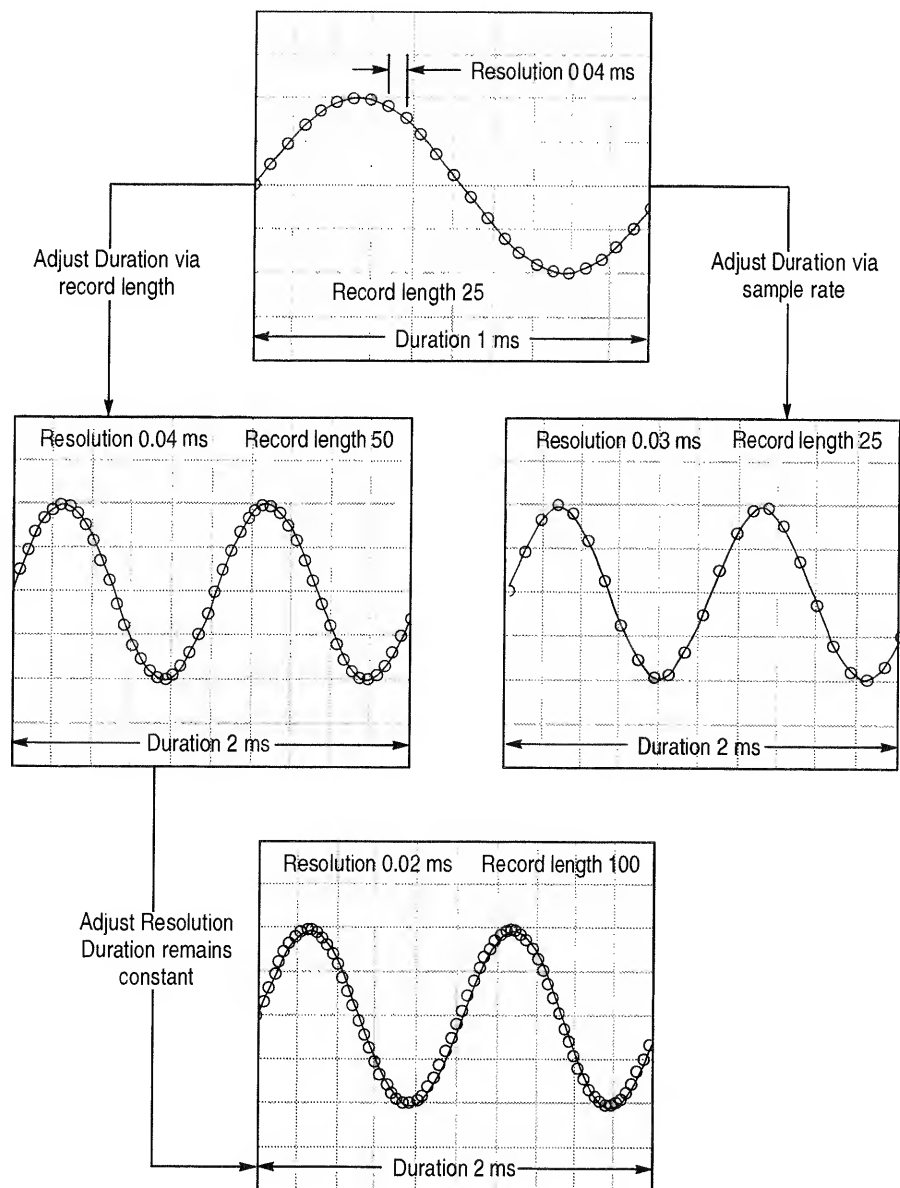 Resolution 0 04 ms
Adjust Duration via
record length
Adjust Duration via
sample rate
Record length 25
Duration 1 ms
Resolution 0.04 ms Record length 50
Duration 2 ms
Resolution 0.03 ms Record length 25
Duration 2 ms
Adjust Resolution
Duration remains
constant
Resolution 0.02 ms Record length 100
Duration 2 ms